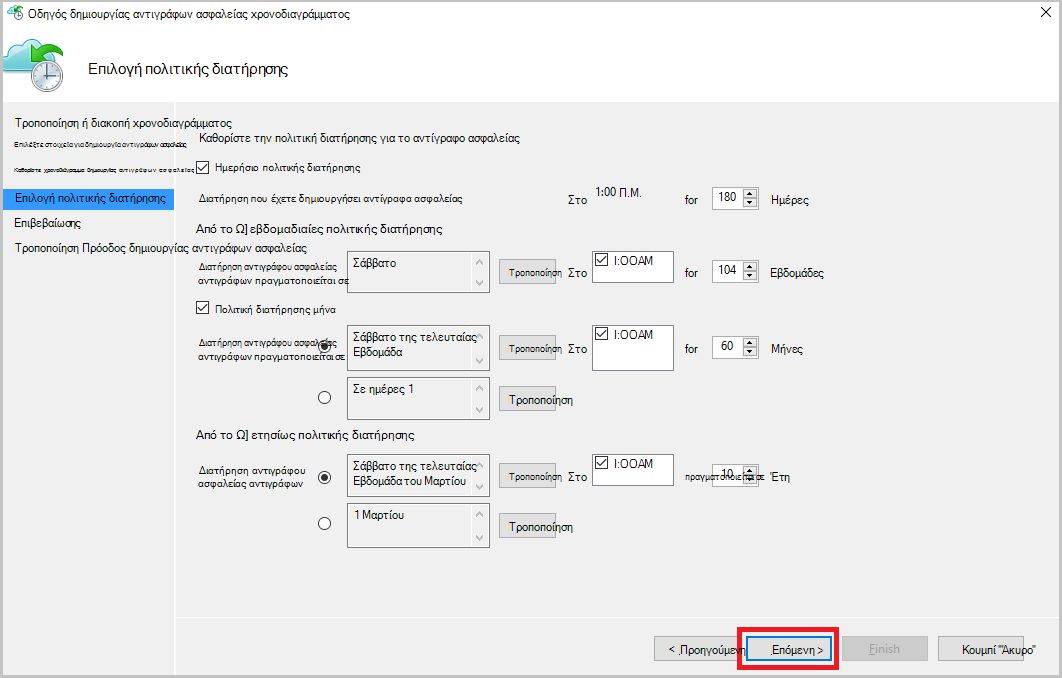 Οδηγός δημιουργίας αντιγράφων ασφαλείας χρονοδιαγράμματος
Επιλογή πολιτικής διατήρησης
Τροποποίηση ή διακοπή χρονοδιαγράμματος
Επιλέξτε στοιχεία για δημιουργία αντιγράφων ασφαλείας
Καθορίστε χρονοδιάγραμμα δημιουργίας αντιγράφων ασφαλείας
Επιλογή πολιτικής διατήρησης
Επιβεβαίωσης
Τροποποίηση Πρόοδος δημιουργίας αντιγράφων ασφαλείας
Καθορίστε την πολιτική διατήρησης για το αντίγραφο ασφαλείας
Ημερήσιο πολιτικής διατήρησης
Διατήρηση που έχετε δημιουργήσει αντίγραφα ασφαλείας Στο 1:00 Π.Μ. for 180 Ημέρες
Από το Ω] εβδομαδιαίες πολιτικής διατήρησης
Διατήρηση αντιγράφου ασφαλείας
αντιγράφων πραγματοποιείται σε
Σάββατο Τροποποίηση Στο I:OOAM for 104 Εβδομάδες
Πολιτική διατήρησης μήνα
Διατήρηση αντιγράφου ασφαλείας
αντιγράφων πραγματοποιείται σε
Σάββατο της τελευταίας
Εβδομάδα
Τροποποίηση Στο I:OOAM for 60 Μήνες
Σε ημέρες 1 Τροποποίηση
Από το Ω] ετησίως πολιτικής διατήρησης
Διατήρηση αντιγράφου
ασφαλείας αντιγράφων
Σάββατο της τελευταίας
Εβδομάδα του Μαρτίου
Τροποποίηση Στο I:OOAM πραγματοποιείται σε 10 Έτη
1 Μαρτίου Τροποποίηση
< Προηγούμενη Επόμενη > Finish Κουμπί "Άκυρο"